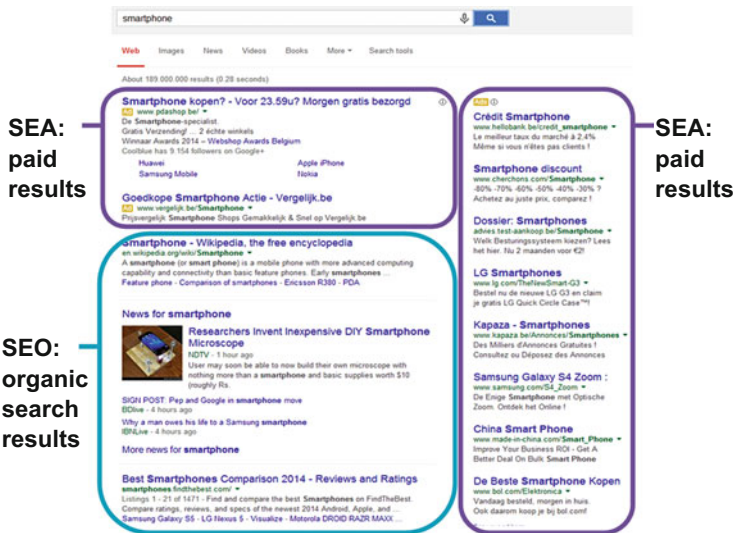 smartphone
Web Images News Videos Books More Search tools
About 189 000 000 results (0.28 seconds)
SEA:
paid
results
Smartphone kopen? - Voor 23.59u? Morgen gratis bezorgd
Ad www.pdashop.be/
De Smartphone-specialist.
Gratis Verzending! ... 2 échte winkels
Winnaar Awards 2014 – Webshop Awards Belgium
Coolblue has 9.154 followers on Google+
Huawei Apple iPhone
Samsung Mobile Nokia
Goedkope Smartphone Actie - Vergelijk.be
Ad www.vergelijk.be/Smartphone
Prijsvergelijk Smartphone Shops Gemakkelijk & Snel op Vergelijk.be
SEO:
organic
search
results
Smartphone - Wikipedia, the free encyclopedia
en.wikipedia.org/wiki/Smartphone
A smartphone (or smart phone) is a mobile phone with more advanced computing
capability and connectivity than basic feature phones. Early smartphones ...
Feature phone - Comparison of smartphones - Ericsson R380 - PDA
News for smartphone
Researchers Invent Inexpensive DIY Smartphone
Microscope
NDTV - 1 hour ago
User may soon be able to now build their own microscope with
nothing more than a smartphone and basic supplies worth $10
(roughly Rs.
SIGN POST: Pep and Google in smartphone move
BDlive - 4 hours ago
Why a man owes his life to a Samsung smartphone
IBNLive - 4 hours ago
More news for smartphone
Best Smartphones Comparison 2014 - Reviews and Ratings
smartphones.findthebest.com/
Listings 1 - 21 of 1471 - Find and compare the best Smartphones on FindTheBest.
Compare ratings, reviews, and specs of the newest 2014 Android, Apple, and ...
Samsung Galaxy S5 - LG Nexus 5 - Visualize - Motorola DROID RAZR MAXX ...
SEA:
paid
results
Ads
Crédit Smartphone
www.hellobank.be/credit_smartphone
Le meilleur taux du marché à 2,4%
Même si vous n'êtes pas clients !
Smartphone discount
www.cherchons.com/Smartphone
-80% -70% -60% -50% -40% -30% ?
Achetez au juste prix, comparez !
Dossier: Smartphones
advies.test-aankoop.be/Smartphone
Welk Besturingssysteem kiezen? Lees
het hier. Nu 2 maanden voor €2!
LG Smartphones
www.lg.com/TheNewSmart-G3
Bestel nu de nieuwe LG G3 en claim
je gratis LG Quick Circle Case™!
Kapaza - Smartphones
www.kapaza.be/Annonces/Smartphones
Des Milliers d'Annonces Gratuites !
Consultez ou Déposez des Annonces
Samsung Galaxy S4 Zoom :
www.samsung.com/S4_Zoom
De Enige Smartphone met Optische
Zoom. Ontdek het Online !
China Smart Phone
www.made-in-china.com/Smart_Phone
Improve Your Business ROI - Get A
Better Deal On Bulk Smart Phone
De Beste Smartphone Kopen
www.bol.com/Elektronica
Vandaag besteld, morgen in huis.
Ook daarom koop je bij bol.com!